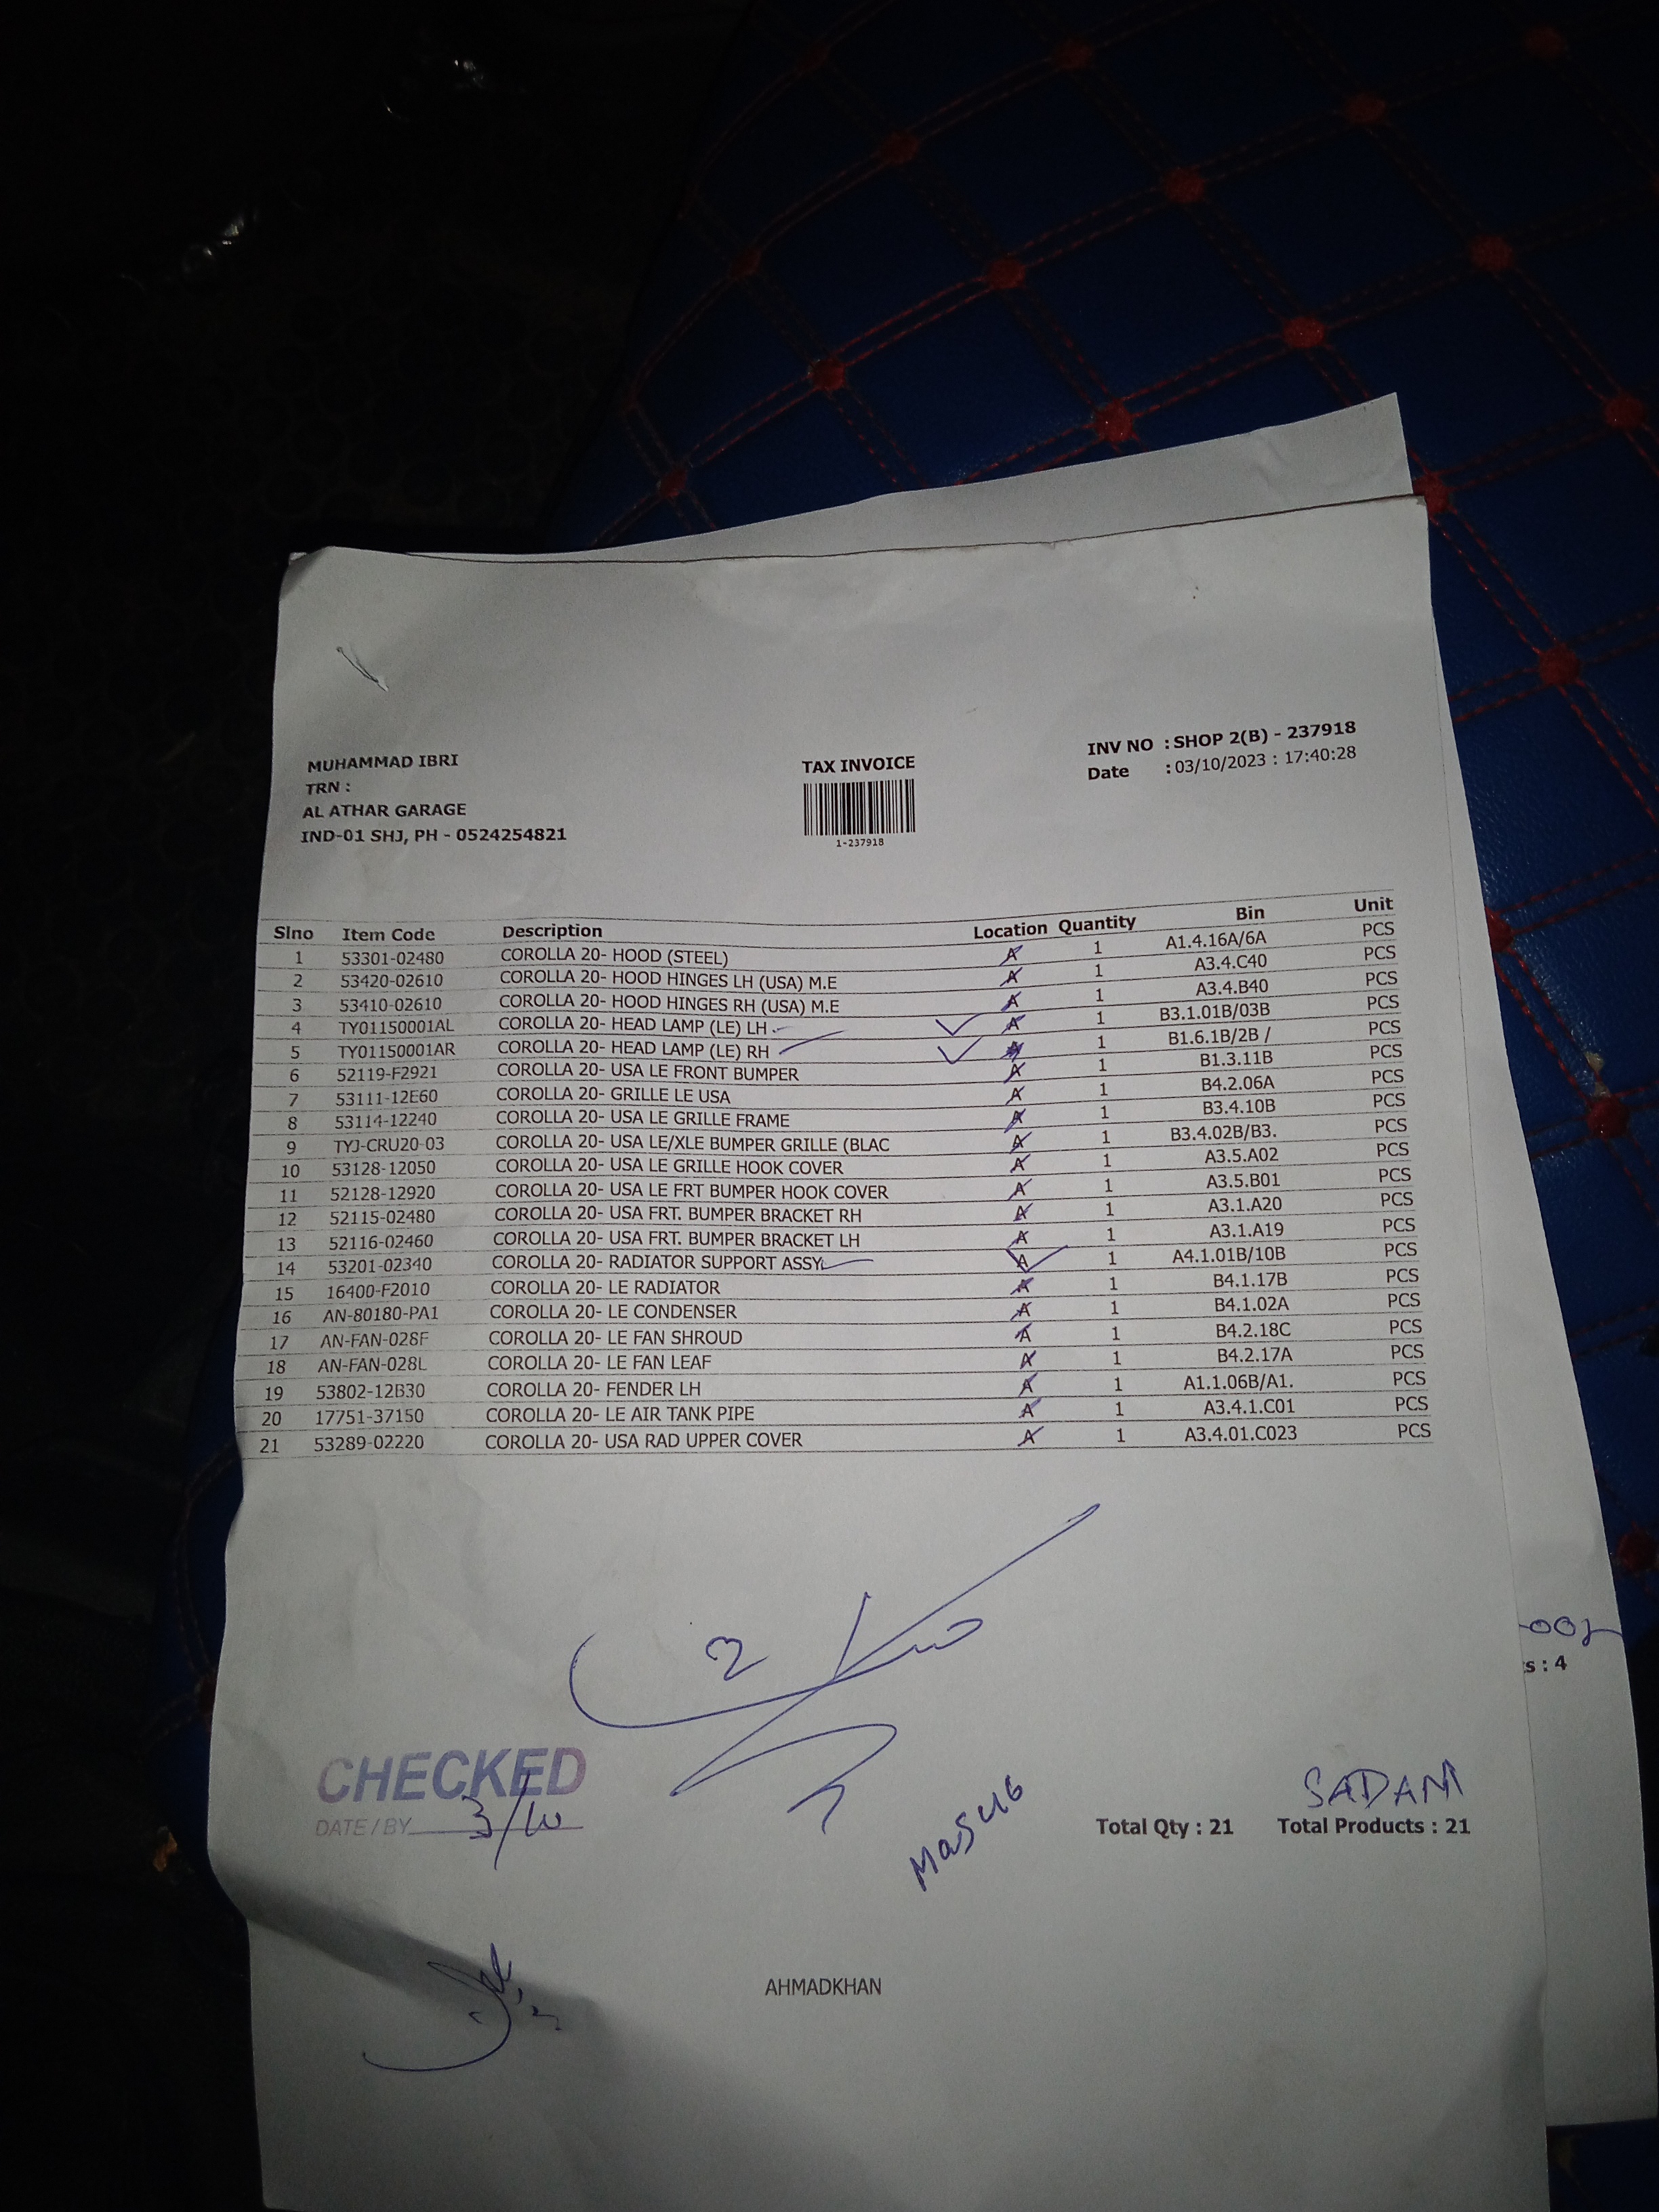 MUHAMMAD IBRI
TRN :
AL ATHAR GARAGE
IND-01 SHJ, PH - 0524254821
TAX INVOICE
1-237918
INV NO : SHOP 2(B) - 237918
Date : 03/10/2023 : 17:40:28
Slno Item Code Description Location Quantity Bin Unit
1 53301-02480 COROLLA 20- HOOD (STEEL) A 1 A1.4.16A/6A PCS
2 53420-02610 COROLLA 20- HOOD HINGES LH (USA) M.E A 1 A3.4.C40 PCS
3 53410-02610 COROLLA 20- HOOD HINGES RH (USA) M.E A 1 A3.4.B40 PCS
4 TY01150001AL COROLLA 20- HEAD LAMP (LE) LH A 1 B3.1.01B/03B PCS
5 TY01150001AR COROLLA 20- HEAD LAMP (LE) RH A 1 B1.6.1B/2B / PCS
6 52119-F2921 COROLLA 20- USA LE FRONT BUMPER A 1 B1.3.11B PCS
7 53111-12E60 COROLLA 20- GRILLE LE USA A 1 B4.2.06A PCS
8 53114-12240 COROLLA 20- USA LE GRILLE FRAME A 1 B3.4.10B PCS
9 TYJ-CRU20-03 COROLLA 20- USA LE/XLE BUMPER GRILLE (BLAC A 1 B3.4.02B/B3. PCS
10 53128-12050 COROLLA 20- USA LE GRILLE HOOK COVER A 1 A3.5.A02 PCS
11 52128-12920 COROLLA 20- USA LE FRT BUMPER HOOK COVER A 1 A3.5.B01 PCS
12 52115-02480 COROLLA 20- USA FRT. BUMPER BRACKET RH A 1 A3.1.A20 PCS
13 52116-02460 COROLLA 20- USA FRT. BUMPER BRACKET LH A 1 A3.1.A19 PCS
14 53201-02340 COROLLA 20- RADIATOR SUPPORT ASSY A 1 A4.1.01B/10B PCS
15 16400-F2010 COROLLA 20- LE RADIATOR A 1 B4.1.17B PCS
16 AN-80180-PA1 COROLLA 20- LE CONDENSER A 1 B4.1.02A PCS
17 AN-FAN-028F COROLLA 20- LE FAN SHROUD A 1 B4.2.18C PCS
18 AN-FAN-028L COROLLA 20- LE FAN LEAF A 1 B4.2.17A PCS
19 53802-12B30 COROLLA 20- FENDER LH A 1 A1.1.06B/A1. PCS
20 17751-37150 COROLLA 20- LE AIR TANK PIPE A 1 A3.4.1.C01 PCS
21 53289-02220 COROLLA 20- USA RAD UPPER COVER A 1 A3.4.01.C023 PCS
2
s : 4
CHECKED
DATE / BY 3/10
SADAM
Total Qty : 21 Total Products : 21
AHMADKHAN